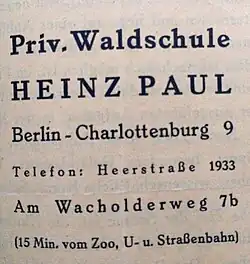 Priv. Waldschule
HEINZ PAUL
Berlin - Charlottenburg 9
Telefon: Heerstraße 1933
Am Wacholderweg 7b
(15 Min. vom Zoo, U- u. Straßenbahn)